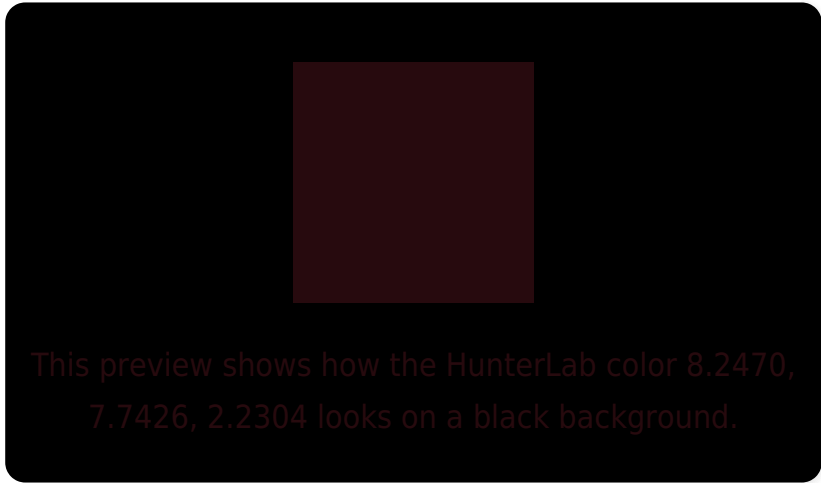 This preview shows how the HunterLab color 8.2470,
7.7426, 2.2304 looks on a black background.